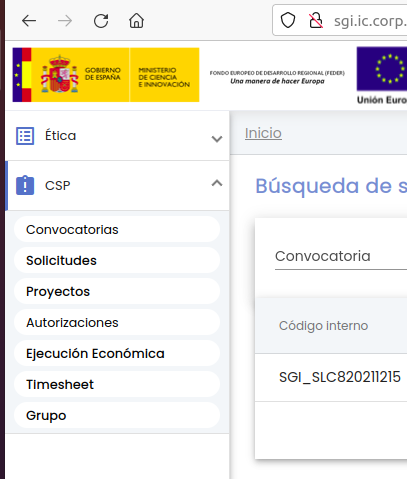 sgi.ic.corp.
GOBIERNO
DE ESPAÑA
MINISTERIO
DE CIENCIA
E INNOVACIÓN
FONDO EUROPEO DE DESARROLLO REGIONAL (FEDER)
Una manera de hacer Europa
Unión Euro
Ética
CSP
Convocatorias
Solicitudes
Proyectos
Autorizaciones
Ejecución Económica
Timesheet
Grupo
Inicio
Búsqueda de s
Convocatoria
Código interno
SGI_SLC820211215